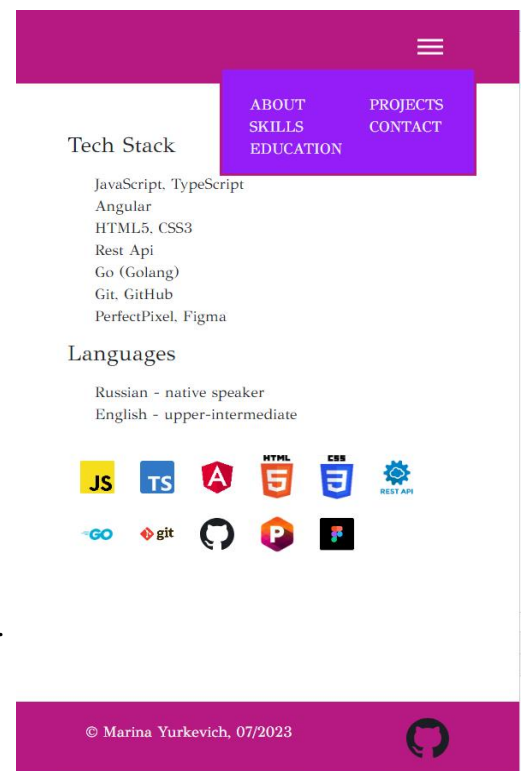 ABOUT PROJECTS
SKILLS CONTACT
EDUCATION
Tech Stack
JavaScript, TypeScript
Angular
HTML5, CSS3
Rest Api
Go (Golang)
Git, GitHub
PerfectPixel, Figma
Languages
Russian - native speaker
English - upper-intermediate
JS TS A HTML 5 CSS 3 REST API
GO git P
© Marina Yurkevich, 07/2023